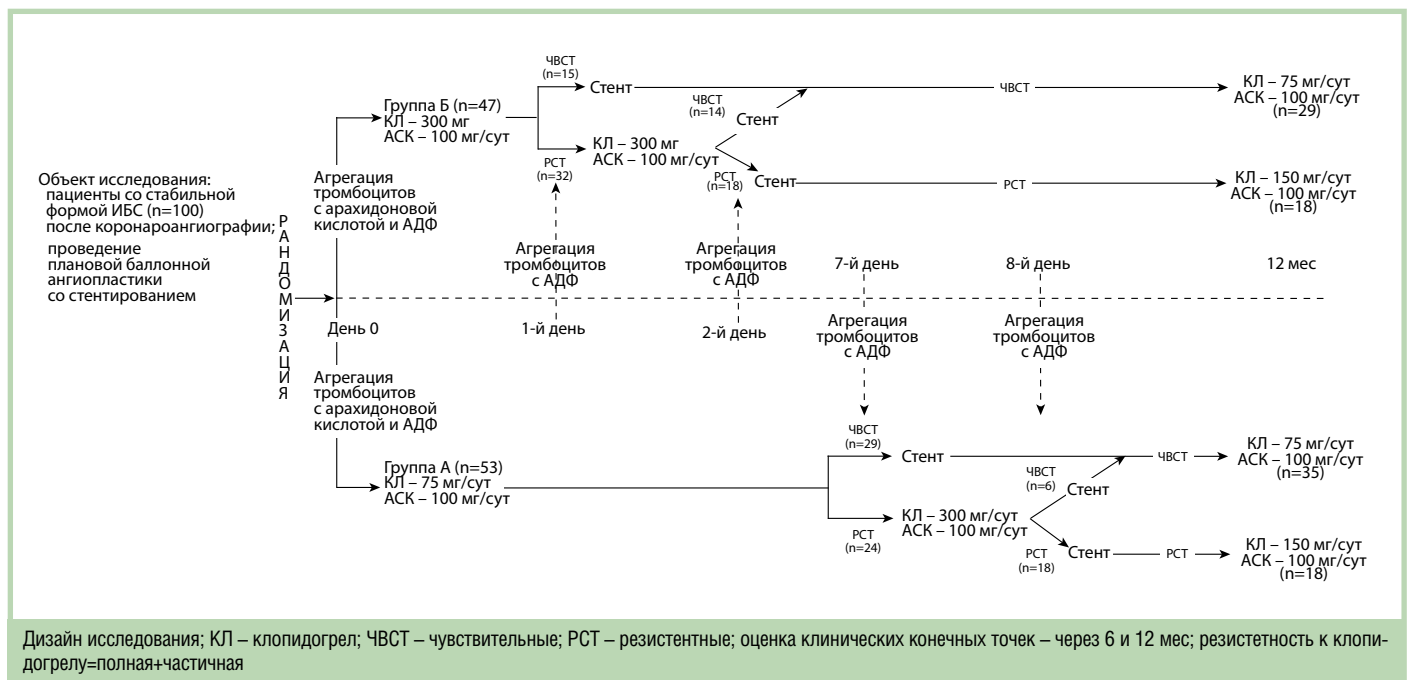 Объект исследования:
пациенты со стабильной
формой ИБС (n=100)
после коронароангиографии;
проведение
плановой баллонной
ангиопластики
со стентированием
РАНДОМИЗАЦИЯ
День 0
Агрегация
тромбоцитов
с арахидоновой
кислотой и АДФ
Группа Б (n=47)
КЛ – 300 мг
АСК – 100 мг/сут
ЧВСТ
(n=15)
Стент
РСТ
(n=32)
КЛ – 300 мг
АСК – 100 мг/сут
ЧВСТ
(n=14)
Стент
РСТ
(n=18)
Стент
ЧВСТ
КЛ – 75 мг/сут
АСК – 100 мг/сут
(n=29)
РСТ
КЛ – 150 мг/сут
АСК – 100 мг/сут
(n=18)
Агрегация
тромбоцитов
с АДФ
1-й день
Агрегация
тромбоцитов
с АДФ
2-й день
7-й день
Агрегация
тромбоцитов
с АДФ
8-й день
Агрегация
тромбоцитов
с АДФ
12 мес
Агрегация
тромбоцитов
с арахидоновой
кислотой и АДФ
Группа А (n=53)
КЛ – 75 мг/сут
АСК – 100 мг/сут
ЧВСТ
(n=29)
Стент
РСТ
(n=24)
КЛ – 300 мг/сут
АСК – 100 мг/сут
ЧВСТ
(n=6)
Стент
РСТ
(n=18)
Стент
ЧВСТ
КЛ – 75 мг/сут
АСК – 100 мг/сут
(n=35)
РСТ
КЛ – 150 мг/сут
АСК – 100 мг/сут
(n=18)
Дизайн исследования; КЛ – клопидогрел; ЧВСТ – чувствительные; РСТ – резистентные; оценка клинических конечных точек – через 6 и 12 мес; резистетность к клопи-
догрелу=полная+частичная